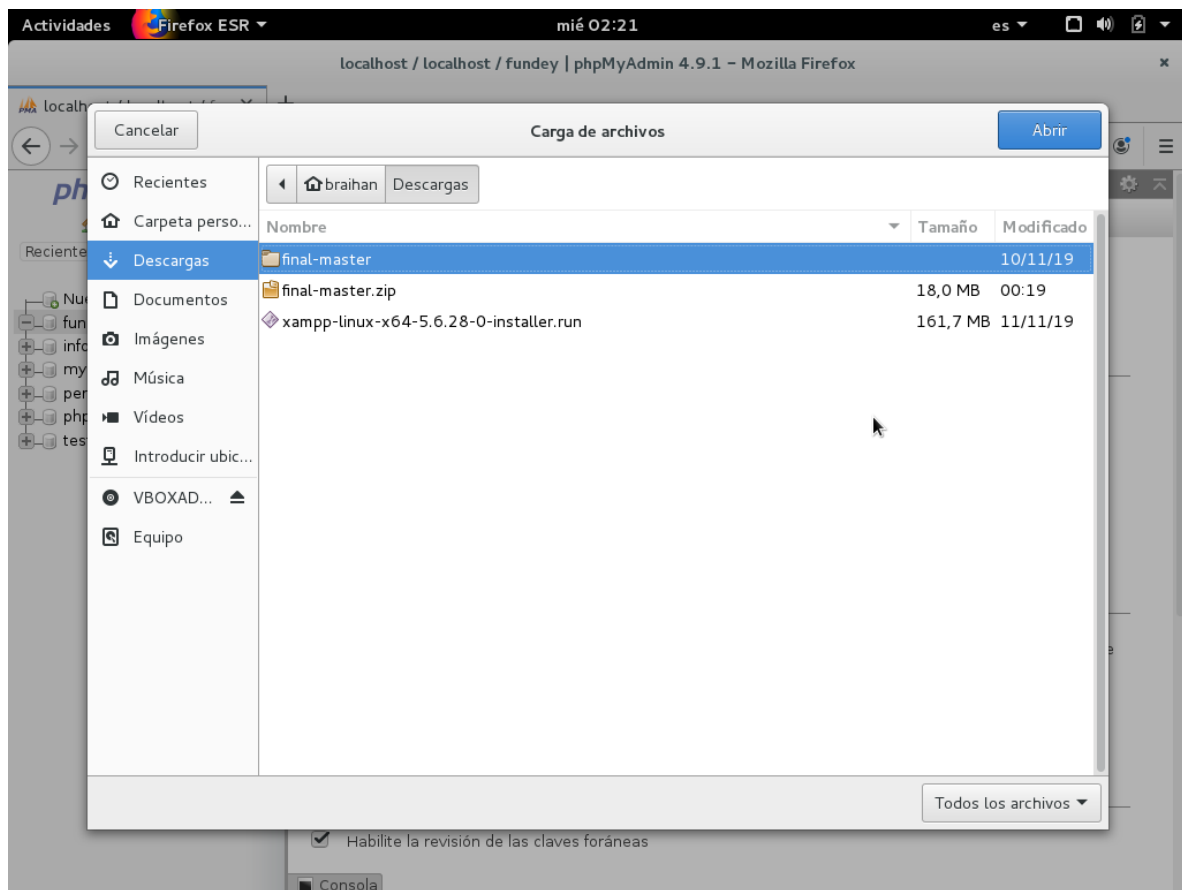 Actividades Firefox ESR mié 02:21 es
localhost / localhost / fundey | phpMyAdmin 4.9.1 – Mozilla Firefox
Cancelar Carga de archivos Abrir
Recientes
Carpeta perso...
Descargas
Documentos
Imágenes
Música
Vídeos
Introducir ubic...
VBOXAD...
Equipo
braihan Descargas
Nombre Tamaño Modificado
final-master 10/11/19
final-master.zip 18,0 MB 00:19
xampp-linux-x64-5.6.28-0-installer.run 161,7 MB 11/11/19
Todos los archivos
Habilite la revisión de las claves foráneas
Consola